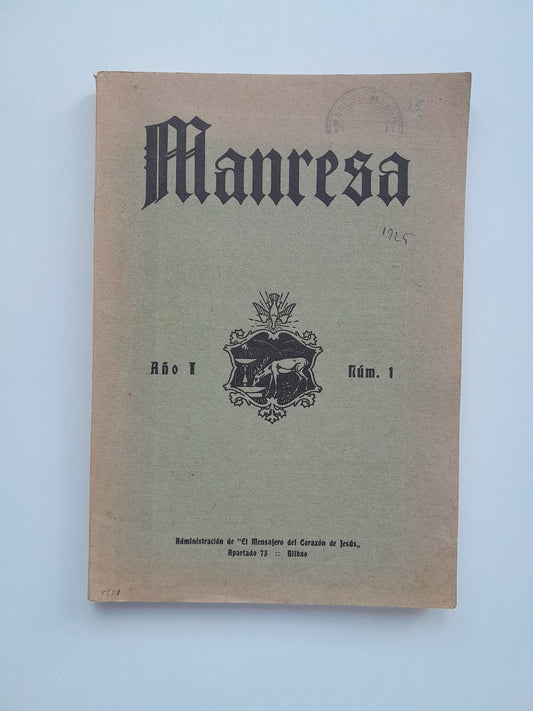 Manresa
1925
Año I
Núm. 1
Administración de "El Mensajero del Corazón de Jesús„
Apartado 73 :: Bilbao